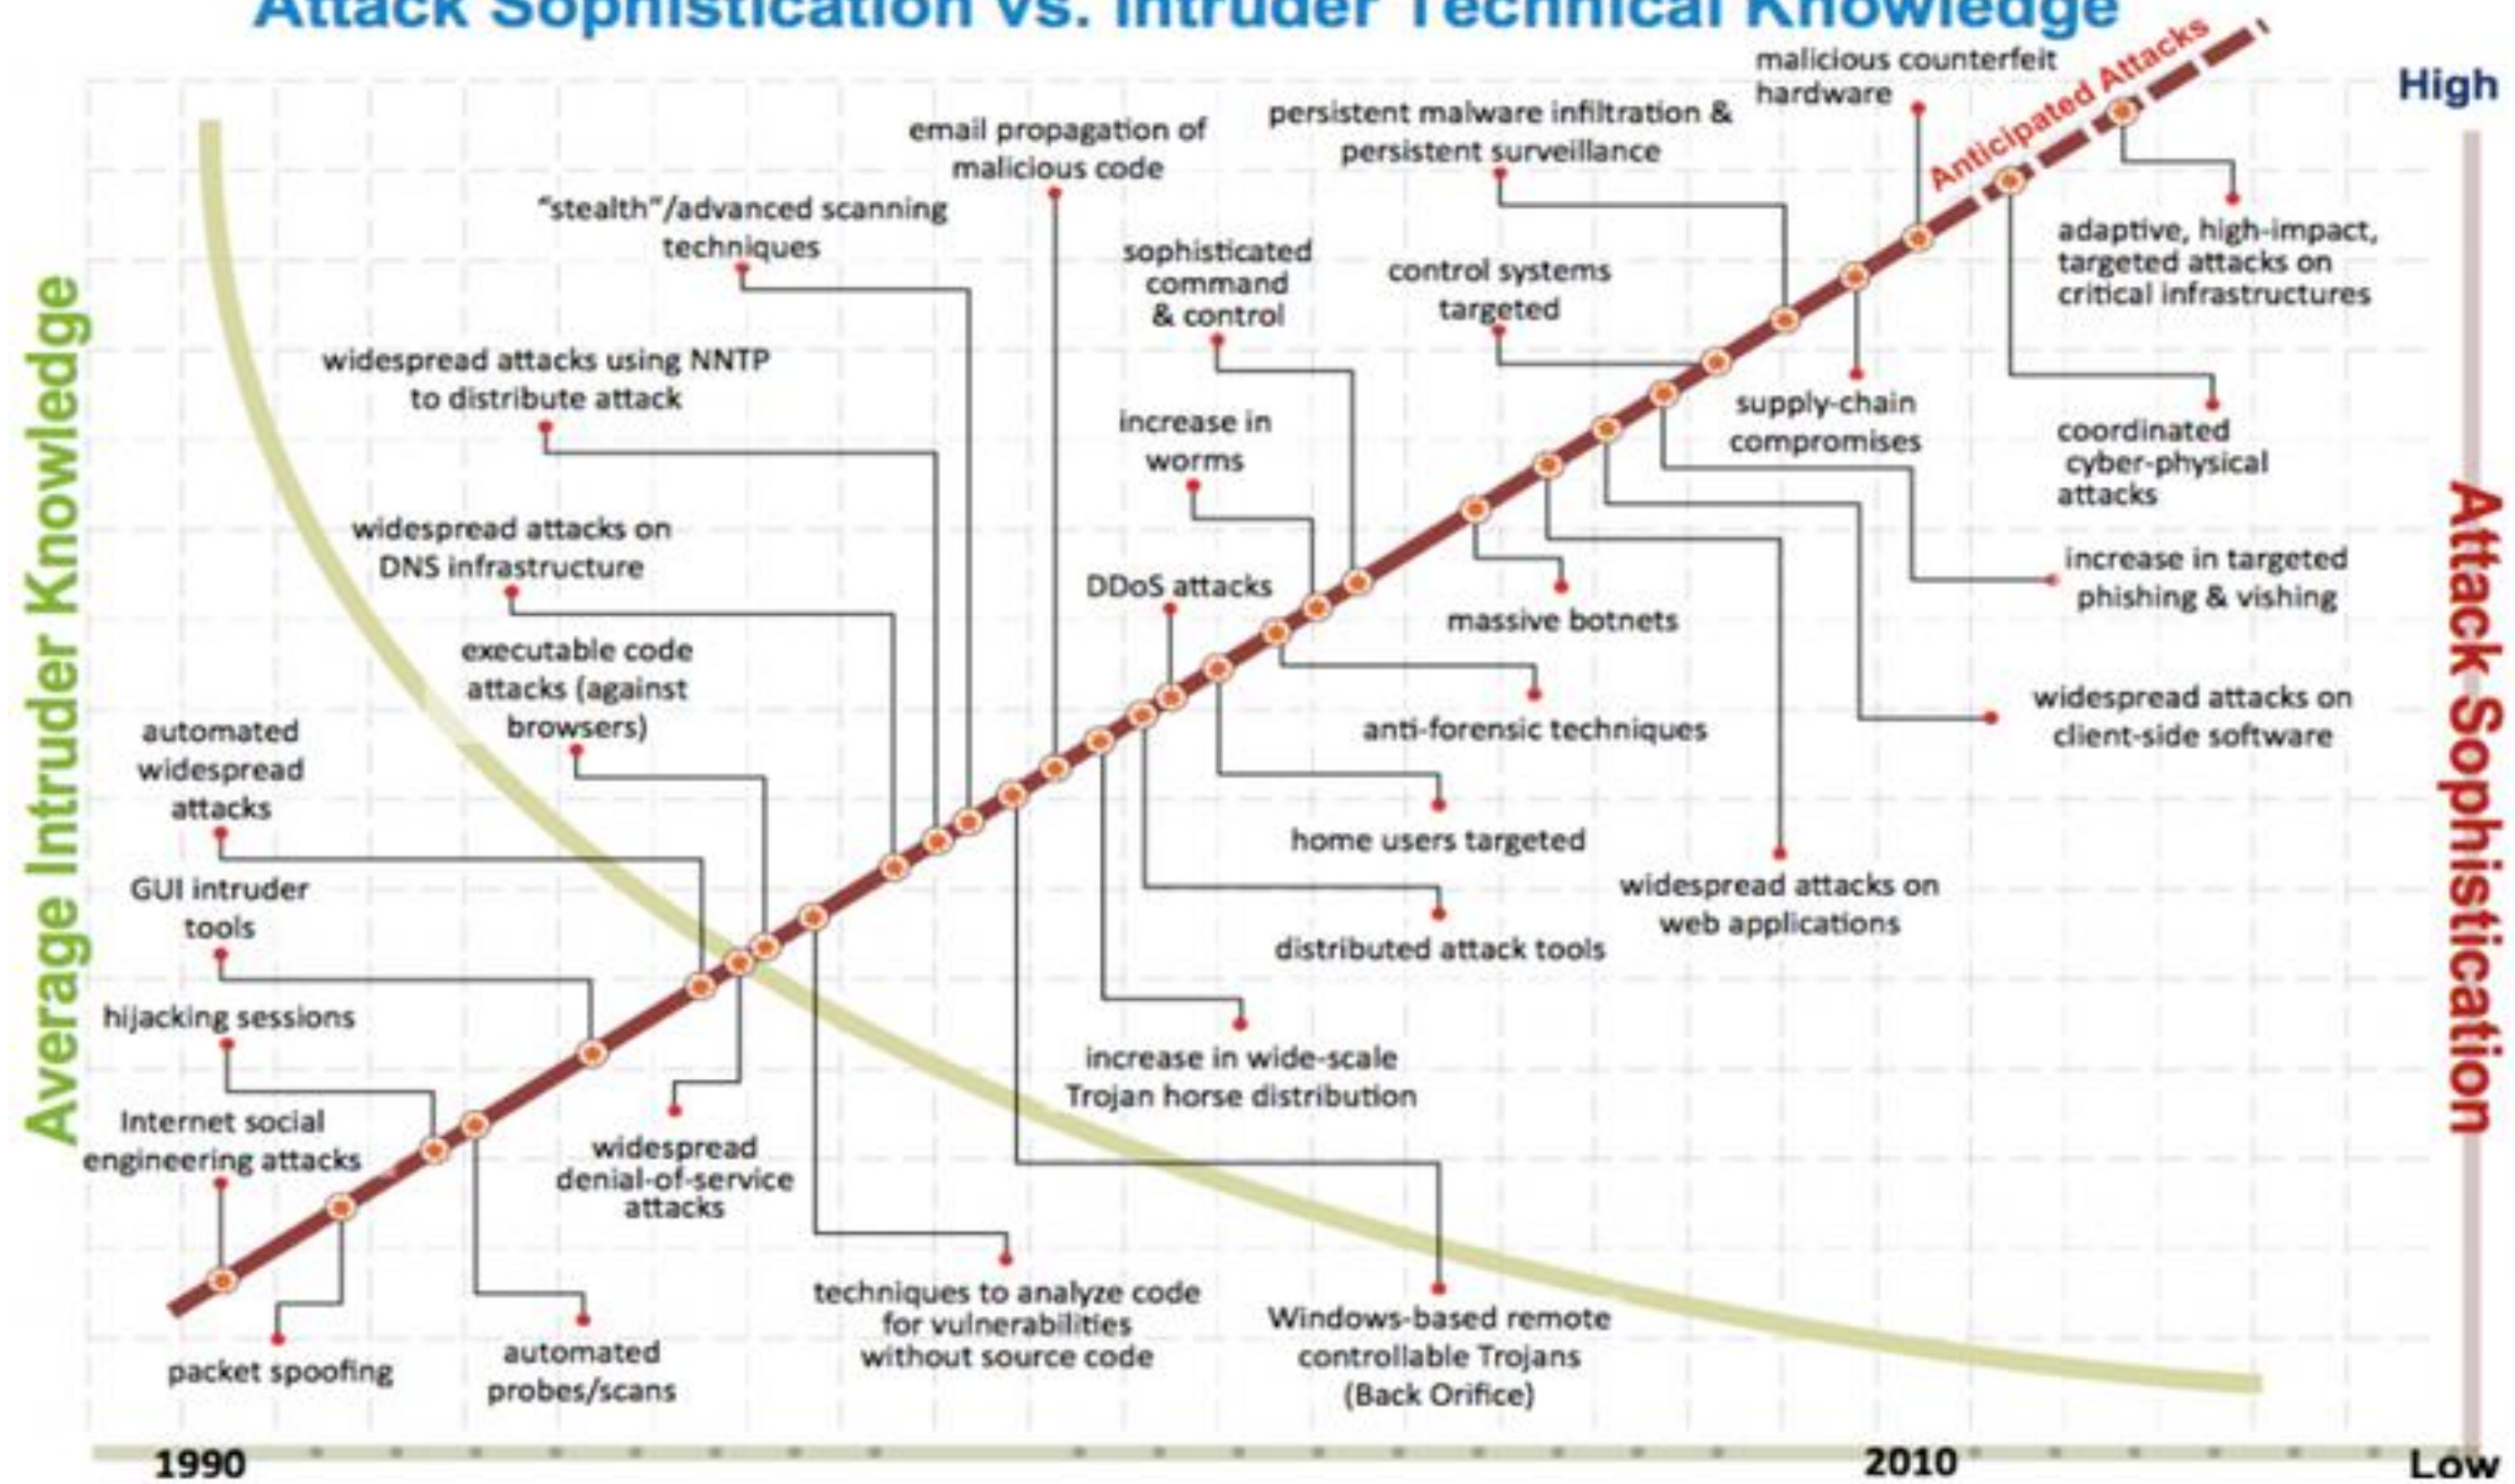 Attack Sophistication vs. Intruder Technical Knowledge
High
Average Intruder Knowledge
Attack Sophistication
Anticipated Attacks
malicious counterfeit
hardware
persistent malware infiltration &
persistent surveillance
email propagation of
malicious code
"stealth"/advanced scanning
techniques
sophisticated
command
& control
control systems
targeted
adaptive, high-impact,
targeted attacks on
critical infrastructures
widespread attacks using NNTP
to distribute attack
increase in
worms
supply-chain
compromises
coordinated
cyber-physical
attacks
widespread attacks on
DNS infrastructure
DDoS attacks
massive botnets
increase in targeted
phishing & vishing
executable code
attacks (against
browsers)
anti-forensic techniques
widespread attacks on
client-side software
automated
widespread
attacks
home users targeted
GUI intruder
tools
widespread attacks on
web applications
distributed attack tools
hijacking sessions
increase in wide-scale
Trojan horse distribution
Internet social
engineering attacks
widespread
denial-of-service
attacks
techniques to analyze code
for vulnerabilities
without source code
Windows-based remote
controllable Trojans
(Back Orifice)
packet spoofing
automated
probes/scans
1990
2010
Low